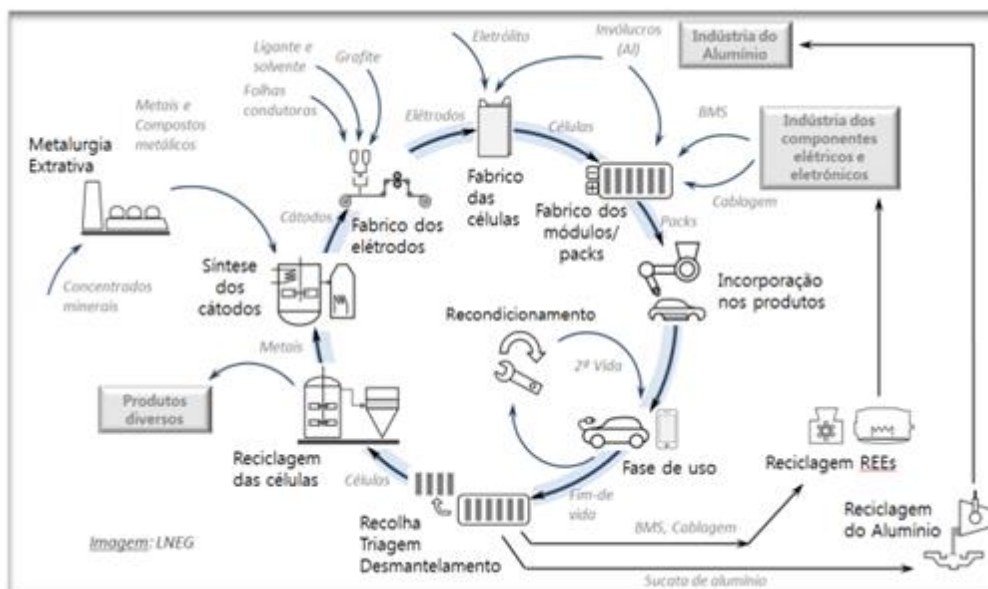 Ligante e
solvente
Grafite
Folhas
condutoras
Eletrólito
Invólucros
(Al)
Indústria do
Alumínio
Metais e
Compostos
metálicos
Metalurgia
Extrativa
Concentrados
minerais
Elétrodos
Células
BMS
Indústria dos
componentes
elétricos e
eletrónicos
Cablagem
Cátodos
Fabrico dos
elétrodos
Fabrico
das
células
Fabrico dos
módulos/
packs
Packs
Síntese
dos
cátodos
Incorporação
nos produtos
Recondicionamento
2ª Vida
Metais
Produtos
diversos
Reciclagem
das células
Células
Fase de uso
Fim-de
vida
Reciclagem REEs
Recolha
Triagem
Desmantelamento
BMS, Cablagem
Reciclagem
do Alumínio
Sucata de alumínio
Imagem: LNEG